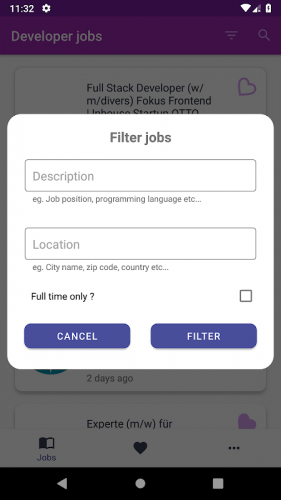 11:32
Developer jobs
Full Stack Developer (w/
m/divers) Fokus Frontend
| Inhouse Startup OTTO
Filter jobs
Description
eg. Job position, programming language etc...
Location
eg. City name, zip code, country etc...
Full time only ?
CANCEL FILTER
2 days ago
Experte (m/w) für
Jobs